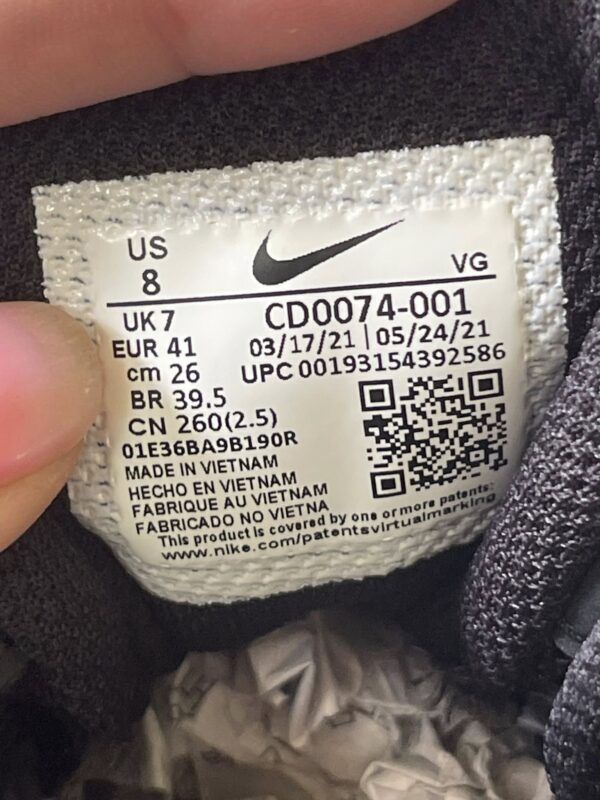 US
8
VG
UK 7
CD0074-001
EUR 41
03/17/21 | 05/24/21
cm 26
UPC 00193154392586
BR 39.5
CN 260(2.5)
01E36BA9B190R
MADE IN VIETNAM
HECHO EN VIETNAM
FABRIQUE AU VIETNAM
FABRICADO NO VIETNA
This product is covered by one or more patents:
www.nike.com/patentsvirtualmarking